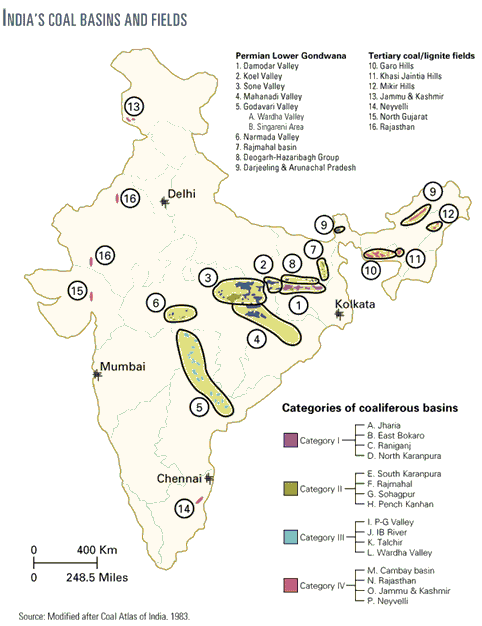 INDIA'S COAL BASINS AND FIELDS
Permian Lower Gondwana
1. Damodar Valley
2. Koel Valley
3. Sone Valley
4. Mahanadi Valley
5. Godavari Valley
A. Wardha Valley
B. Singareni Area
6. Narmada Valley
7. Rajmahal basin
8. Deogarh-Hazaribagh Group
9. Darjeeling & Arunachal Pradesh
Tertiary coal/lignite fields
10. Garo Hills
11. Khasi Jaintia Hills
12. Mikir Hills
13. Jammu & Kashmir
14. Neyvelli
15. North Gujarat
16. Rajasthan
13
16
Delhi
9
12
9
7
16
2
8
10
11
3
15
6
1
Kolkata
4
Mumbai
5
Chennai
14
Categories of coaliferous basins
Category I
A. Jharia
B. East Bokaro
C. Raniganj
D. North Karanpura
Category II
E. South Karanpura
F. Rajmahal
G. Sohagpur
H. Pench Kanhan
Category III
I. P-G Valley
J. IB River
K. Talchir
L. Wardha Valley
Category IV
M. Cambay basin
N. Rajasthan
O. Jammu & Kashmir
P. Neyvelli
0 400 Km
0 248.5 Miles
Source: Modified after Coal Atlas of India, 1983.